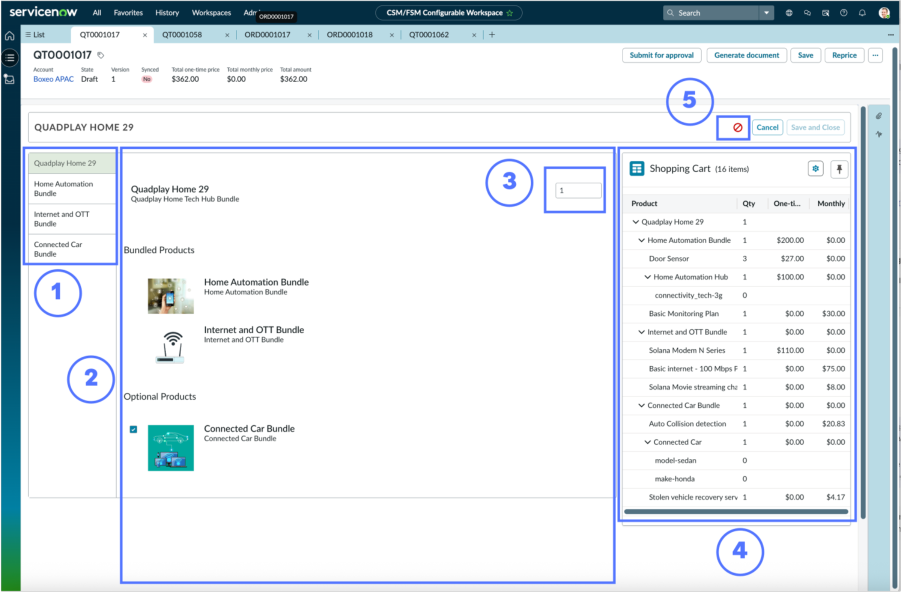 servicenow
All
Favorites
History
Workspaces
ORD0001017
CSM/FSM Configurable Workspace
Search
List
QT0001017
QT0001058
ORD0001017
ORD0001018
QT0001062
QT0001017
Submit for approval
Generate document
Save
Reprice
Account
State
Version
Synced
Total one-time price
Total monthly price
Total amount
Boxeo APAC
Draft
1
No
$362.00
$0.00
$362.00
5
QUADPLAY HOME 29
Cancel
Save and Close
Quadplay Home 29
Home Automation
Bundle
Internet and OTT
Bundle
Connected Car
Bundle
1
2
Quadplay Home 29
Quadplay Home Tech Hub Bundle
3
1
Bundled Products
Home Automation Bundle
Home Automation Bundle
Internet and OTT Bundle
Internet and OTT Bundle
Optional Products
Connected Car Bundle
Connected Car Bundle
Shopping Cart (16 items)
Product Qty One-ti... Monthly
Quadplay Home 29 1
Home Automation Bundle 1 $200.00 $0.00
Door Sensor 3 $27.00 $0.00
Home Automation Hub 1 $100.00 $0.00
connectivity_tech-3g 0
Basic Monitoring Plan 1 $0.00 $30.00
Internet and OTT Bundle 1 $0.00 $0.00
Solana Modem N Series 1 $110.00 $0.00
Basic internet - 100 Mbps F 1 $0.00 $75.00
Solana Movie streaming cha 1 $0.00 $8.00
Connected Car Bundle 1 $0.00 $0.00
Auto Collision detection 1 $0.00 $20.83
Connected Car 1 $0.00 $0.00
model-sedan 0
make-honda 0
Stolen vehicle recovery serv 1 $0.00 $4.17
4